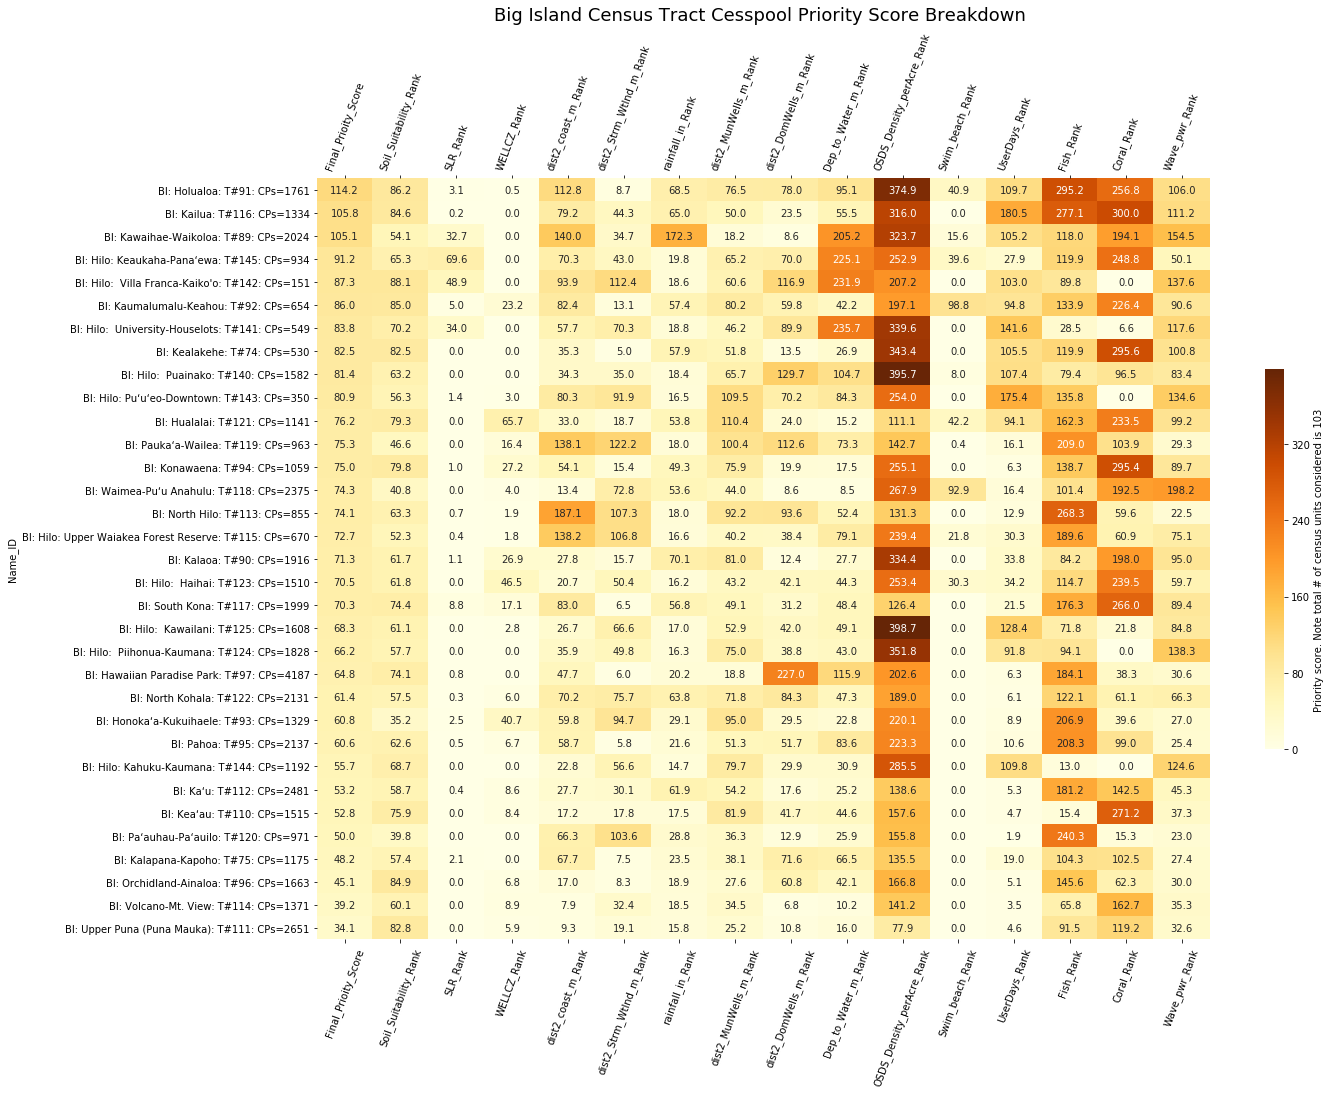 Big Island Census Tract Cesspool Priority Score Breakdown
Final_Prioity_Score Soil_Suitability_Rank SLR_Rank WELLCZ_Rank dist2_coast_m_Rank dist2_Strm_Wtlnd_m_Rank rainfall_in_Rank dist2_MunWells_m_Rank dist2_DomWells_m_Rank Dep_to_Water_m_Rank OSDS_Density_perAcre_Rank Swim_beach_Rank UserDays_Rank Fish_Rank Coral_Rank Wave_pwr_Rank
Name_ID
BI: Holualoa: T#91: CPs=1761 114.2 86.2 3.1 0.5 112.8 8.7 68.5 76.5 78.0 95.1 374.9 40.9 109.7 295.2 256.8 106.0
BI: Kailua: T#116: CPs=1334 105.8 84.6 0.2 0.0 79.2 44.3 65.0 50.0 23.5 55.5 316.0 0.0 180.5 277.1 300.0 111.2
BI: Kawaihae-Waikoloa: T#89: CPs=2024 105.1 54.1 32.7 0.0 140.0 34.7 172.3 18.2 8.6 205.2 323.7 15.6 105.2 118.0 194.1 154.5
BI: Hilo: Keaukaha-Panaʻewa: T#145: CPs=934 91.2 65.3 69.6 0.0 70.3 43.0 19.8 65.2 70.0 225.1 252.9 39.6 27.9 119.9 248.8 50.1
BI: Hilo:  Villa Franca-Kaiko'o: T#142: CPs=151 87.3 88.1 48.9 0.0 93.9 112.4 18.6 60.6 116.9 231.9 207.2 0.0 103.0 89.8 0.0 137.6
BI: Kaumalumalu-Keahou: T#92: CPs=654 86.0 85.0 5.0 23.2 82.4 13.1 57.4 80.2 59.8 42.2 197.1 98.8 94.8 133.9 226.4 90.6
BI: Hilo:  University-Houselots: T#141: CPs=549 83.8 70.2 34.0 0.0 57.7 70.3 18.8 46.2 89.9 235.7 339.6 0.0 141.6 28.5 6.6 117.6
BI: Kealakehe: T#74: CPs=530 82.5 82.5 0.0 0.0 35.3 5.0 57.9 51.8 13.5 26.9 343.4 0.0 105.5 119.9 295.6 100.8
BI: Hilo:  Puainako: T#140: CPs=1582 81.4 63.2 0.0 0.0 34.3 35.0 18.4 65.7 129.7 104.7 395.7 8.0 107.4 79.4 96.5 83.4
BI: Hilo: Puʻuʻeo-Downtown: T#143: CPs=350 80.9 56.3 1.4 3.0 80.3 91.9 16.5 109.5 70.2 84.3 254.0 0.0 175.4 135.8 0.0 134.6
BI: Hualalai: T#121: CPs=1141 76.2 79.3 0.0 65.7 33.0 18.7 53.8 110.4 24.0 15.2 111.1 42.2 94.1 162.3 233.5 99.2
BI: Paukaʻa-Wailea: T#119: CPs=963 75.3 46.6 0.0 16.4 138.1 122.2 18.0 100.4 112.6 73.3 142.7 0.4 16.1 209.0 103.9 29.3
BI: Konawaena: T#94: CPs=1059 75.0 79.8 1.0 27.2 54.1 15.4 49.3 75.9 19.9 17.5 255.1 0.0 6.3 138.7 295.4 89.7
BI: Waimea-Puʻu Anahulu: T#118: CPs=2375 74.3 40.8 0.0 4.0 13.4 72.8 53.6 44.0 8.6 8.5 267.9 92.9 16.4 101.4 192.5 198.2
BI: North Hilo: T#113: CPs=855 74.1 63.3 0.7 1.9 187.1 107.3 18.0 92.2 93.6 52.4 131.3 0.0 12.9 268.3 59.6 22.5
BI: Hilo: Upper Waiakea Forest Reserve: T#115: CPs=670 72.7 52.3 0.4 1.8 138.2 106.8 16.6 40.2 38.4 79.1 239.4 21.8 30.3 189.6 60.9 75.1
BI: Kalaoa: T#90: CPs=1916 71.3 61.7 1.1 26.9 27.8 15.7 70.1 81.0 12.4 27.7 334.4 0.0 33.8 84.2 198.0 95.0
BI: Hilo:  Haihai: T#123: CPs=1510 70.5 61.8 0.0 46.5 20.7 50.4 16.2 43.2 42.1 44.3 253.4 30.3 34.2 114.7 239.5 59.7
BI: South Kona: T#117: CPs=1999 70.3 74.4 8.8 17.1 83.0 6.5 56.8 49.1 31.2 48.4 126.4 0.0 21.5 176.3 266.0 89.4
BI: Hilo:  Kawailani: T#125: CPs=1608 68.3 61.1 0.0 2.8 26.7 66.6 17.0 52.9 42.0 49.1 398.7 0.0 128.4 71.8 21.8 84.8
BI: Hilo:  Piihonua-Kaumana: T#124: CPs=1828 66.2 57.7 0.0 0.0 35.9 49.8 16.3 75.0 38.8 43.0 351.8 0.0 91.8 94.1 0.0 138.3
BI: Hawaiian Paradise Park: T#97: CPs=4187 64.8 74.1 0.8 0.0 47.7 6.0 20.2 18.8 227.0 115.9 202.6 0.0 6.3 184.1 38.3 30.6
BI: North Kohala: T#122: CPs=2131 61.4 57.5 0.3 6.0 70.2 75.7 63.8 71.8 84.3 47.3 189.0 0.0 6.1 122.1 61.1 66.3
BI: Honokaʻa-Kukuihaele: T#93: CPs=1329 60.8 35.2 2.5 40.7 59.8 94.7 29.1 95.0 29.5 22.8 220.1 0.0 8.9 206.9 39.6 27.0
BI: Pahoa: T#95: CPs=2137 60.6 62.6 0.5 6.7 58.7 5.8 21.6 51.3 51.7 83.6 223.3 0.0 10.6 208.3 99.0 25.4
BI: Hilo: Kahuku-Kaumana: T#144: CPs=1192 55.7 68.7 0.0 0.0 22.8 56.6 14.7 79.7 29.9 30.9 285.5 0.0 109.8 13.0 0.0 124.6
BI: Kaʻu: T#112: CPs=2481 53.2 58.7 0.4 8.6 27.7 30.1 61.9 54.2 17.6 25.2 138.6 0.0 5.3 181.2 142.5 45.3
BI: Kea'au: T#110: CPs=1515 52.8 75.9 0.0 8.4 17.2 17.8 17.5 81.9 41.7 44.6 157.6 0.0 4.7 15.4 271.2 37.3
BI: Paʻauhau-Paʻauilo: T#120: CPs=971 50.0 39.8 0.0 0.0 66.3 103.6 28.8 36.3 12.9 25.9 155.8 0.0 1.9 240.3 15.3 23.0
BI: Kalapana-Kapoho: T#75: CPs=1175 48.2 57.4 2.1 0.0 67.7 7.5 23.5 38.1 71.6 66.5 135.5 0.0 19.0 104.3 102.5 27.4
BI: Orchidland-Ainaloa: T#96: CPs=1663 45.1 84.9 0.0 6.8 17.0 8.3 18.9 27.6 60.8 42.1 166.8 0.0 5.1 145.6 62.3 30.0
BI: Volcano-Mt. View: T#114: CPs=1371 39.2 60.1 0.0 8.9 7.9 32.4 18.5 34.5 6.8 10.2 141.2 0.0 3.5 65.8 162.7 35.3
BI: Upper Puna (Puna Mauka): T#111: CPs=2651 34.1 82.8 0.0 5.9 9.3 19.1 15.8 25.2 10.8 16.0 77.9 0.0 4.6 91.5 119.2 32.6
Final_Prioity_Score Soil_Suitability_Rank SLR_Rank WELLCZ_Rank dist2_coast_m_Rank dist2_Strm_Wtlnd_m_Rank rainfall_in_Rank dist2_MunWells_m_Rank dist2_DomWells_m_Rank Dep_to_Water_m_Rank OSDS_Density_perAcre_Rank Swim_beach_Rank UserDays_Rank Fish_Rank Coral_Rank Wave_pwr_Rank
320
240
160
80
0
Priority score. Note total # of census units considered is 103